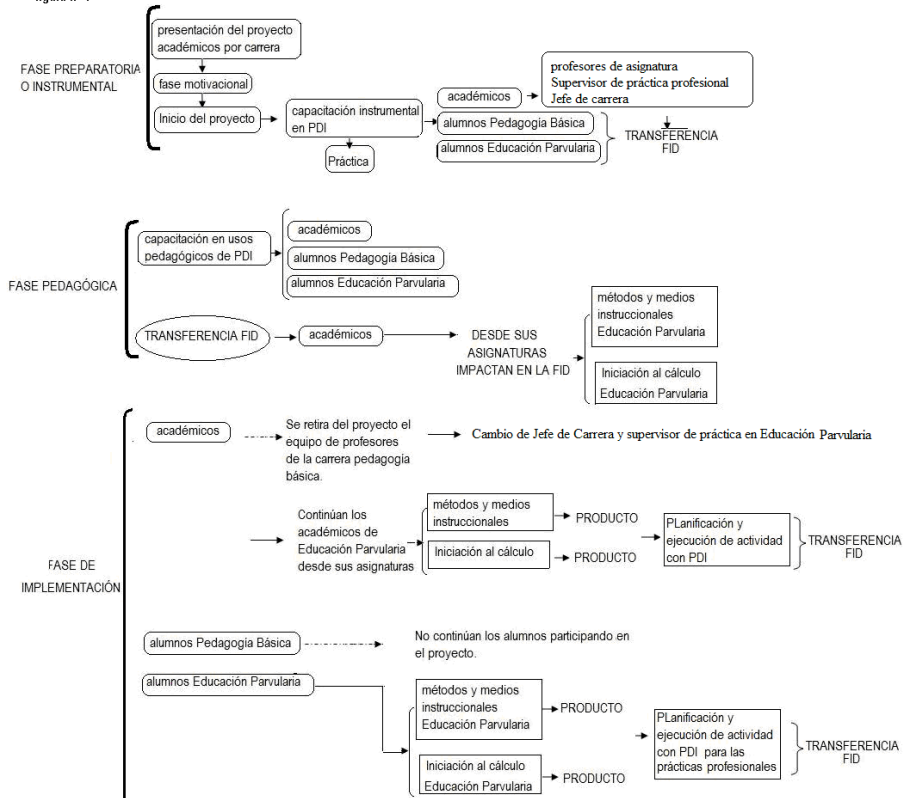 presentación del proyecto
académicos por carrera
FASE PREPARATORIA
O INSTRUMENTAL
fase motivacional
Inicio del proyecto
capacitación instrumental
en PDI
Práctica
académicos
profesores de asignatura
Supervisor de práctica profesional
Jefe de carrera
alumnos Pedagogía Básica
alumnos Educación Parvularia
TRANSFERENCIA
FID
FASE PEDAGÓGICA
capacitación en usos
pedagógicos de PDI
académicos
alumnos Pedagogía Básica
alumnos Educación Parvularia
TRANSFERENCIA FID
académicos
DESDE SUS
ASIGNATURAS
IMPACTAN EN LA FID
métodos y medios
instruccionales
Educación Parvularia
Iniciación al cálculo
Educación Parvularia
FASE DE
IMPLEMENTACIÓN
académicos
Se retira del proyecto el
equipo de profesores
de la carrera pedagogía
básica.
Cambio de Jefe de Carrera y supervisor de práctica en Educación Parvularia
Continúan los
académicos de
Educación Parvularia
desde sus asignaturas
métodos y medios
instruccionales
PRODUCTO
Iniciación al cálculo
PRODUCTO
PLanificación y
ejecución de actividad
con PDI
TRANSFERENCIA
FID
alumnos Pedagogía Básica
No continúan los alumnos participando en
el proyecto.
alumnos Educación Parvularia
métodos y medios
instruccionales
Educación Parvularia
PRODUCTO
Iniciación al cálculo
Educación Parvularia
PRODUCTO
PLanificación y
ejecución de actividad
con PDI para las
prácticas profesionales
TRANSFERENCIA
FID